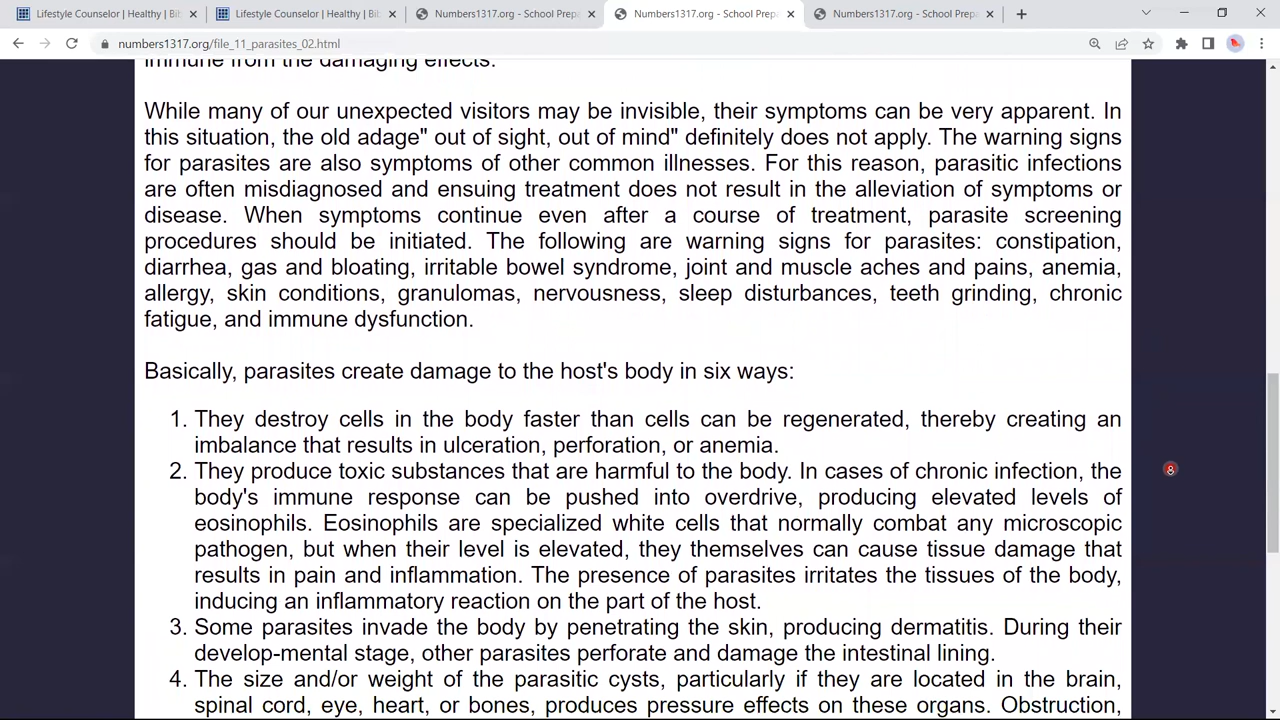 Lifestyle Counselor | Healthy | Bib
Lifestyle Counselor | Healthy | Bib
Numbers1317.org - School Prepa
Numbers1317.org - School Prepa
Numbers1317.org - School Prepa
numbers1317.org/file_11_parasites_02.html
immune from the damaging effects.
While many of our unexpected visitors may be invisible, their symptoms can be very apparent. In
this situation, the old adage" out of sight, out of mind" definitely does not apply. The warning signs
for parasites are also symptoms of other common illnesses. For this reason, parasitic infections
are often misdiagnosed and ensuing treatment does not result in the alleviation of symptoms or
disease. When symptoms continue even after a course of treatment, parasite screening
procedures should be initiated. The following are warning signs for parasites: constipation,
diarrhea, gas and bloating, irritable bowel syndrome, joint and muscle aches and pains, anemia,
allergy, skin conditions, granulomas, nervousness, sleep disturbances, teeth grinding, chronic
fatigue, and immune dysfunction.
Basically, parasites create damage to the host's body in six ways:
1. They destroy cells in the body faster than cells can be regenerated, thereby creating an
imbalance that results in ulceration, perforation, or anemia.
2. They produce toxic substances that are harmful to the body. In cases of chronic infection, the
body's immune response can be pushed into overdrive, producing elevated levels of
eosinophils. Eosinophils are specialized white cells that normally combat any microscopic
pathogen, but when their level is elevated, they themselves can cause tissue damage that
results in pain and inflammation. The presence of parasites irritates the tissues of the body,
inducing an inflammatory reaction on the part of the host.
3. Some parasites invade the body by penetrating the skin, producing dermatitis. During their
develop-mental stage, other parasites perforate and damage the intestinal lining.
4. The size and/or weight of the parasitic cysts, particularly if they are located in the brain,
spinal cord, eye, heart, or bones, produces pressure effects on these organs. Obstruction,